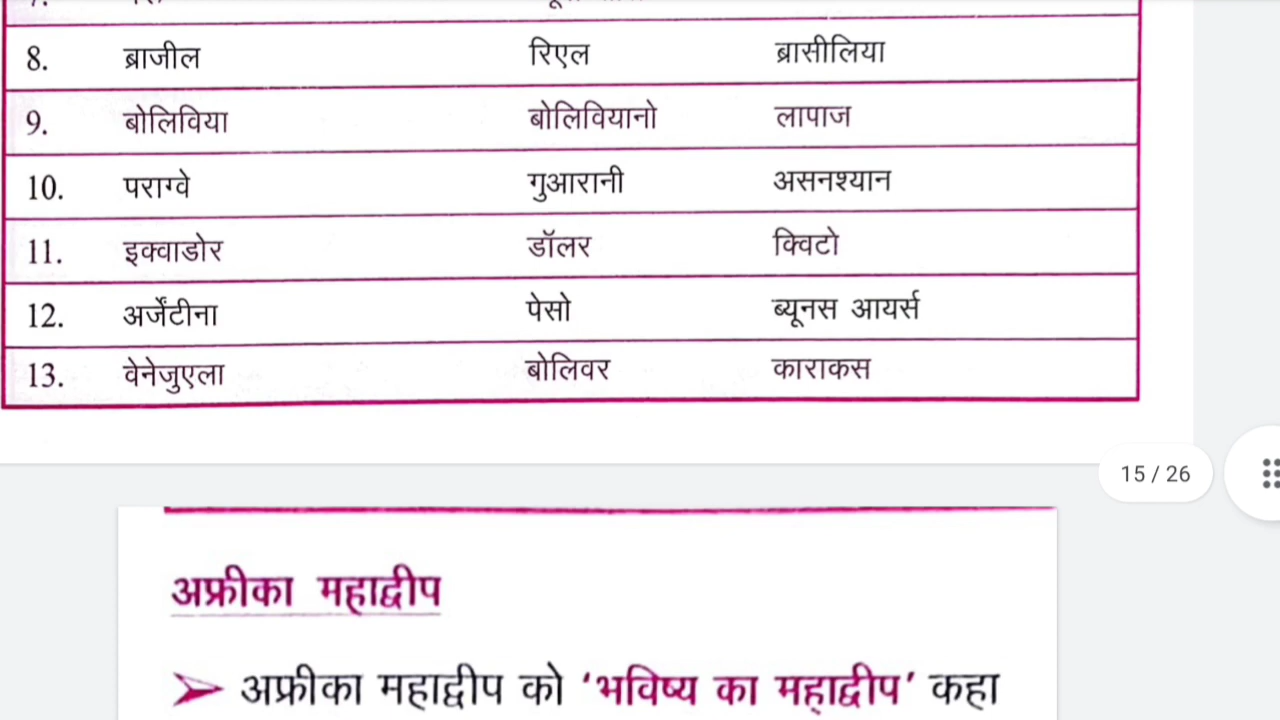 8. ब्राजील रिएल ब्रासीलिया
9. बोलिविया बोलिवियानो लापाज
10. पराग्वे गुआरानी असनश्यान
11. इक्वाडोर डॉलर क्विटो
12. अर्जेंटीना पेसो ब्यूनस आयर्स
13. वेनेजुएला बोलिवर काराकस
15 / 26
अफ्रीका महाद्वीप
➢ अफ्रीका महाद्वीप को ‘भविष्य का महाद्वीप’ कहा